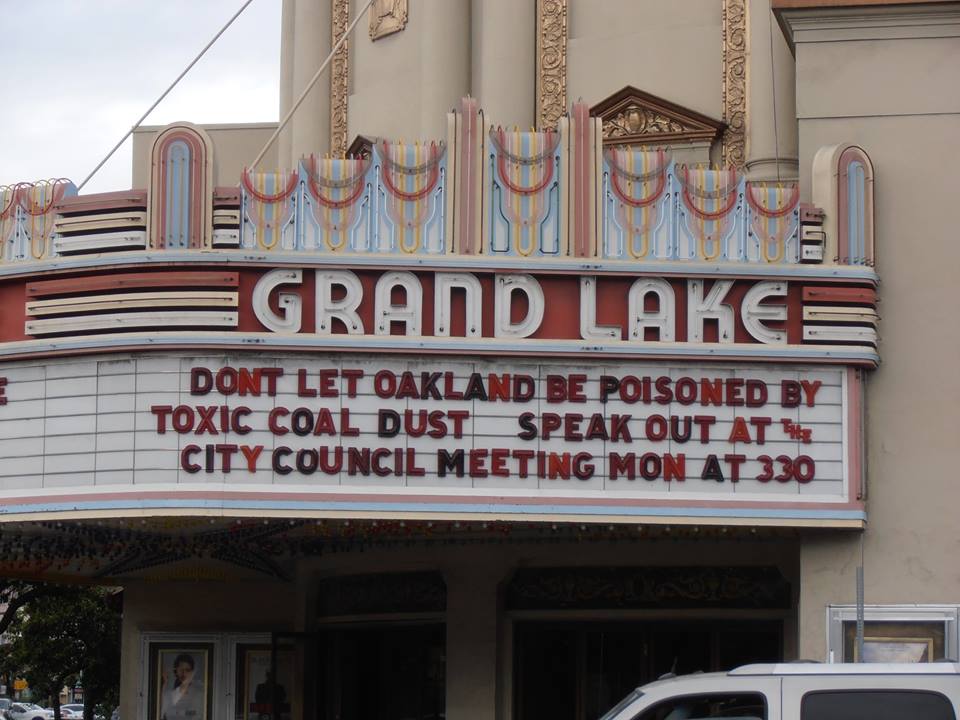 GRAND LAKE
DONT LET OAKLAND BE POISONED BY
TOXIC COAL DUST SPEAK OUT AT THE
CITY COUNCIL MEETING MON AT 330